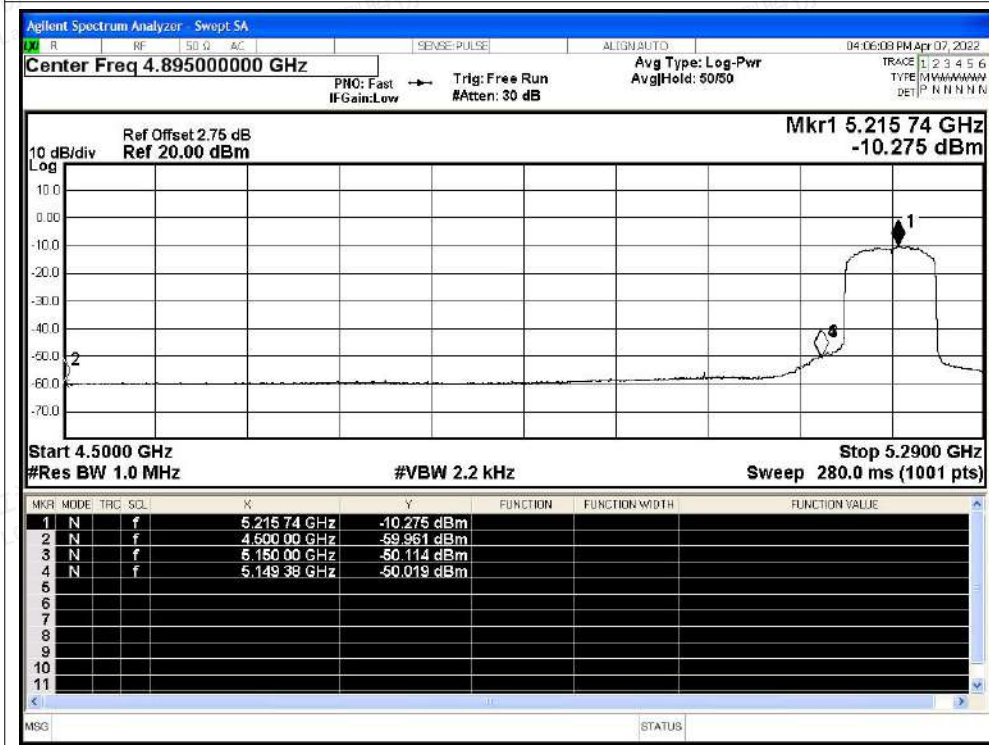 Agilent Spectrum Analyzer - Swept SA
LXI R RF 50 Ω AC SENSE:PULSE ALIGN AUTO 04:06:08 PM Apr 07, 2022
Center Freq 4.895000000 GHz Avg Type: Log-Pwr TRACE 1 2 3 4 5 6
PNO: Fast Trig: Free Run Avg|Hold: 50/50 TYPE M WWWWW
IFGain:Low #Atten: 30 dB DET P N N N N N
Mkr1 5.215 74 GHz
Ref Offset 2.75 dB
10 dB/div Ref 20.00 dBm -10.275 dBm
Log
10.0
0.00
1
-10.0
-20.0
-30.0
-40.0
4
-50.0
2
-60.0
-70.0
Start 4.5000 GHz Stop 5.2900 GHz
#Res BW 1.0 MHz #VBW 2.2 kHz Sweep 280.0 ms (1001 pts)
MKR MODE TRC SCL X Y FUNCTION FUNCTION WIDTH FUNCTION VALUE
1 N f 5.215 74 GHz -10.275 dBm
2 N f 4.500 00 GHz -59.961 dBm
3 N f 5.150 00 GHz -50.114 dBm
4 N f 5.149 38 GHz -50.019 dBm
5
6
7
8
9
10
11
MSG STATUS